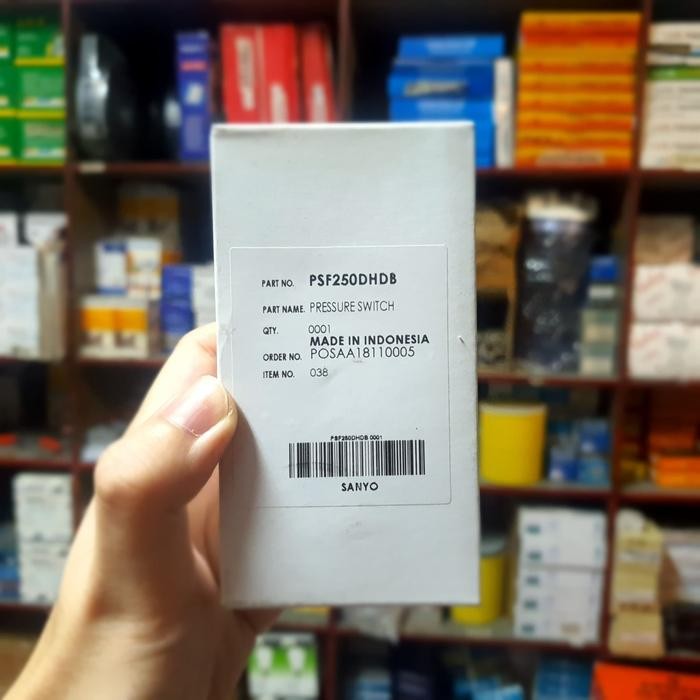 PART NO. PSF250DHDB
PART NAME. PRESSURE SWITCH
QTY. 0001
MADE IN INDONESIA
ORDER NO. POSAA18110005
ITEM NO. 038
PSF250DHDB 0001
SANYO